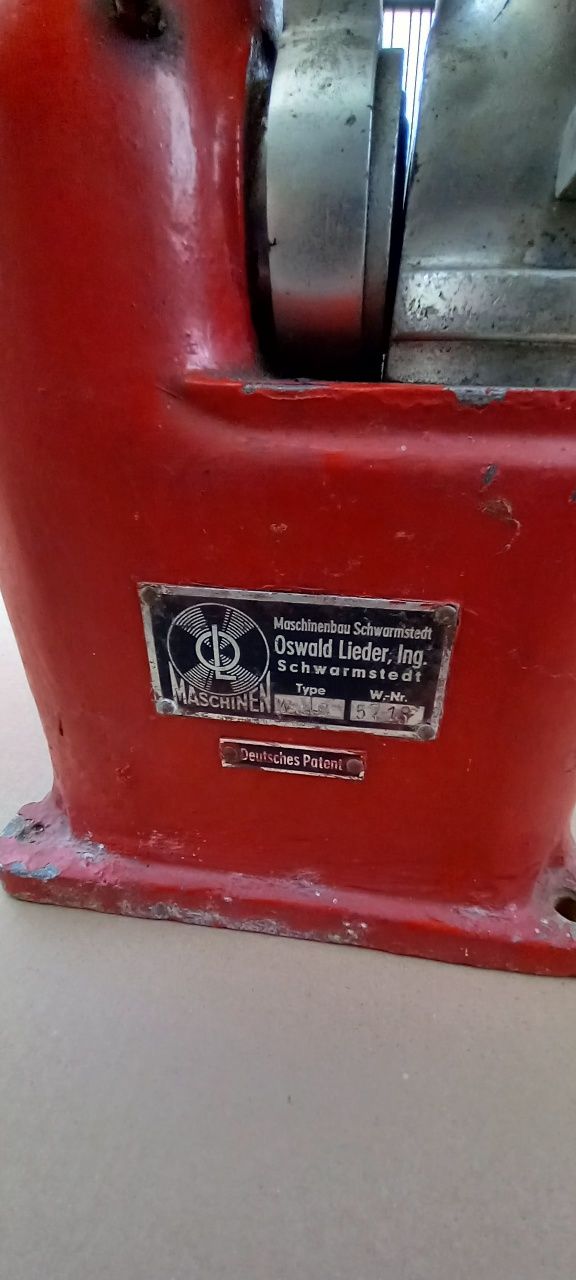 Maschinenbau Schwarmstedt
Oswald Lieder, Ing.
Schwarmstedt
OL
MASCHINEN
Type W.-Nr.
Deutsches Patent